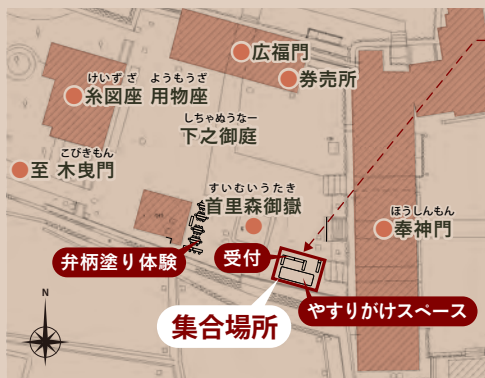 広福門
券売所
けいずざ ようもうざ
糸図座 用物座
しちゃぬうなー
下之御庭
こびきもん
至 木曳門
すいむいうたき
首里森御嶽
ほうしんもん
奉神門
弁柄塗り体験
受付
やすりがけスペース
集合場所
N